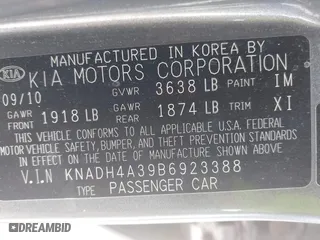 MANUFACTURED IN KOREA BY
KIA KIA MOTORS CORPORATION
09/10 GVWR 3638 LB PAINT IM
GAWR FRONT 1918 LB GAWR REAR 1874 LB TRIM XI
THIS VEHICLE CONFORMS TO ALL APPLICABLE U.S.A. FEDERAL
MOTOR VEHICLE SAFETY, BUMPER, AND THEFT PREVENTION
STANDARDS IN EFFECT ON THE DATE OF MANUFACTURE SHOWN ABOVE.
V.I.N KNADH4A39B6923388
TYPE PASSENGER CAR
© DREAMSTIME